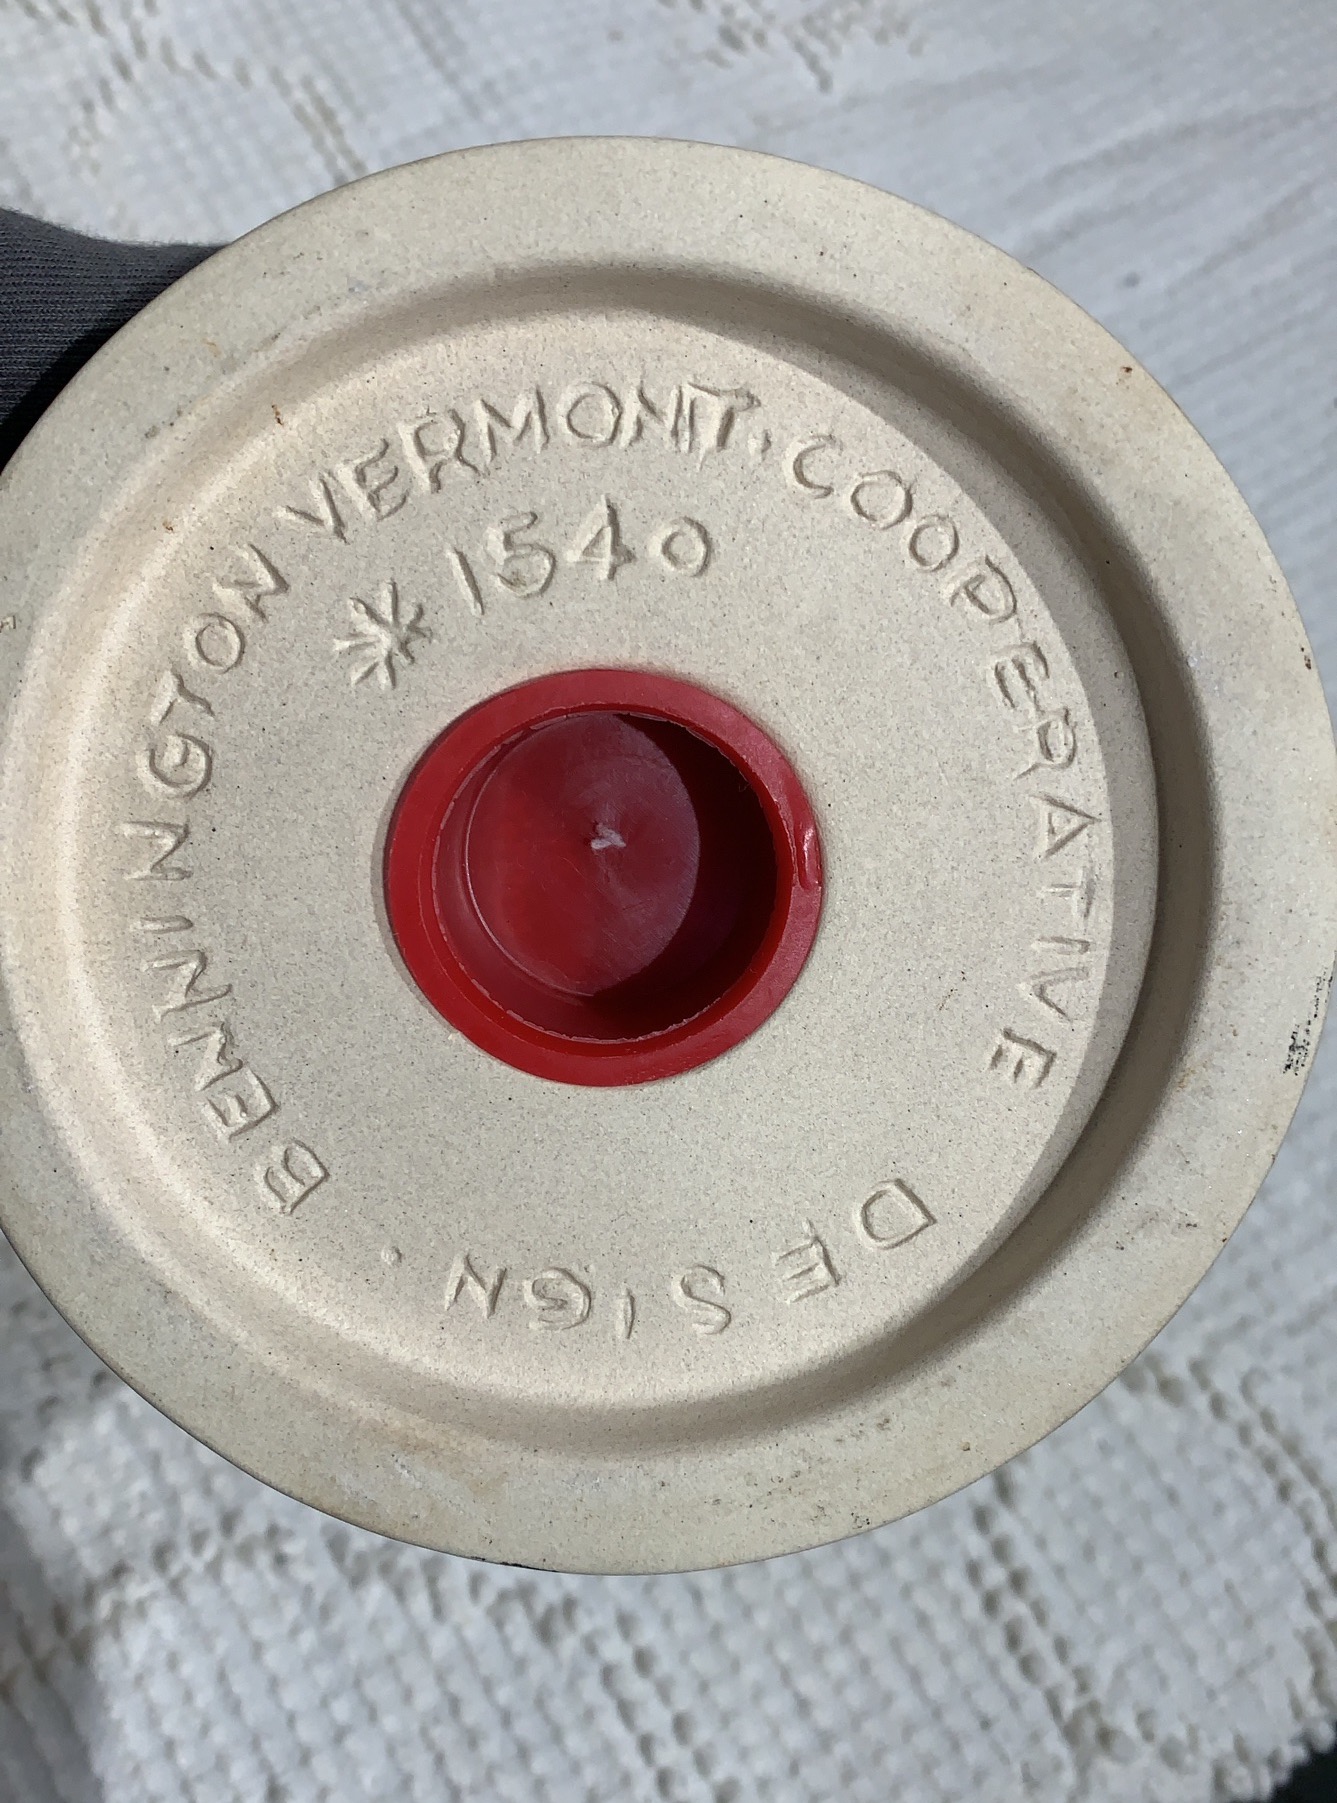 BENNINGTON VERMONT · COOPERATIVE DESIGN ·
* 1540